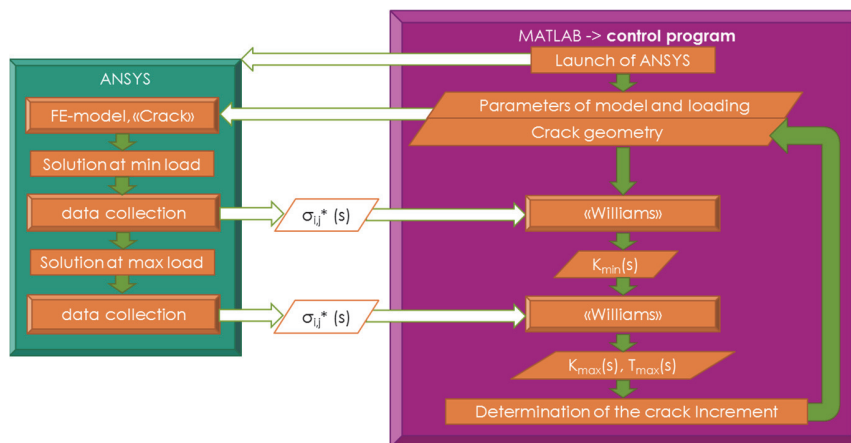 MATLAB -> control program
Launch of ANSYS
ANSYS
Parameters of model and loading
FE-model, «Crack»
Crack geometry
Solution at min load
data collection
σi,j* (s)
«Williams»
Solution at max load
Kmin(s)
data collection
σi,j* (s)
«Williams»
Kmax(s), Tmax(s)
Determination of the crack Increment